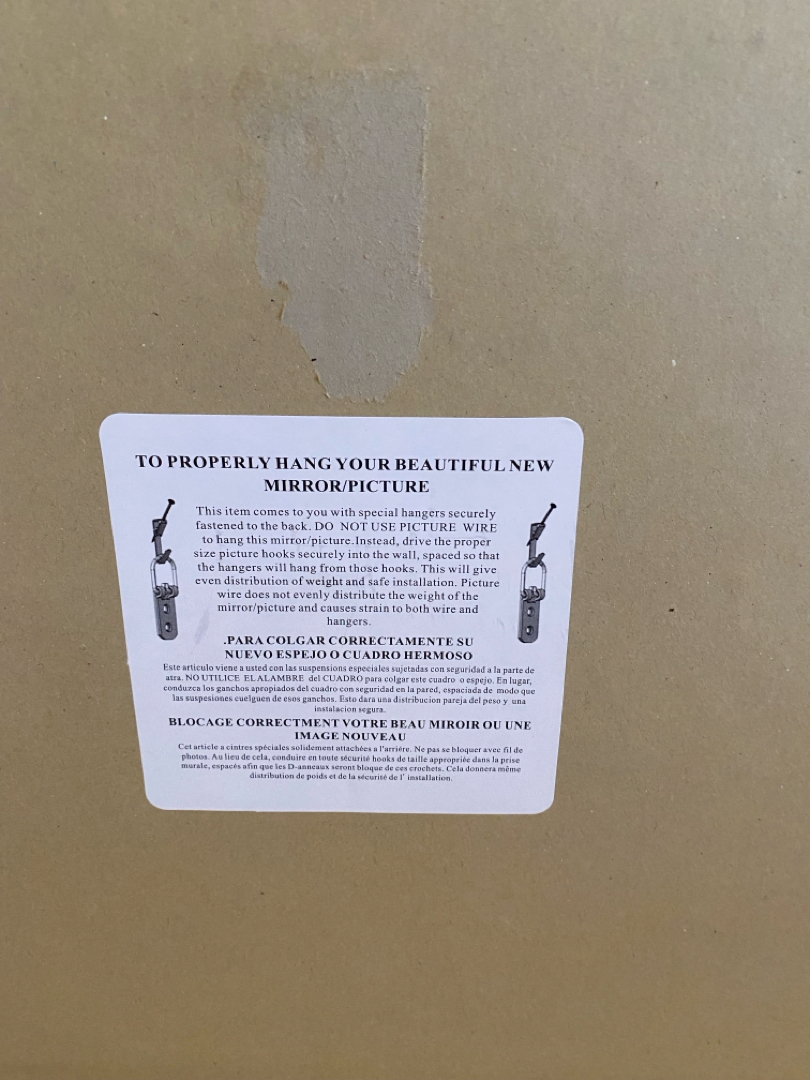 TO PROPERLY HANG YOUR BEAUTIFUL NEW
MIRROR/PICTURE
This item comes to you with special hangers securely
fastened to the back. DO NOT USE PICTURE WIRE
to hang this mirror/picture.Instead, drive the proper
size picture hooks securely into the wall, spaced so that
the hangers will hang from those hooks. This will give
even distribution of weight and safe installation. Picture
wire does not evenly distribute the weight of the
mirror/picture and causes strain to both wire and
hangers.
.PARA COLGAR CORRECTAMENTE SU
NUEVO ESPEJO O CUADRO HERMOSO
Este articulo viene a usted con las suspensions especiales sujetadas con seguridad a la parte de
atra. NO UTILICE EL ALAMBRE del CUADRO para colgar este cuadro o espejo. En lugar,
conduzca los ganchos apropiados del cuadro con seguridad en la pared, espaciada de modo que
las suspesiones cuelguen de esos ganchos. Esto dara una distribucion pareja del peso y una
instalacion segura.
BLOCAGE CORRECTMENT VOTRE BEAU MIROIR OU UNE
IMAGE NOUVEAU
Cet article a cintres spéciales solidement attachées a l'arrière. Ne pas se bloquer avec fil de
photos. Au lieu de cela, conduire en toute sécurité hooks de taille appropriée dans la prise
murale, espacés afin que les D-anneaux seront bloque de ces crochets. Cela donnera même
distribution de poids et de la sécurité de l' installation.